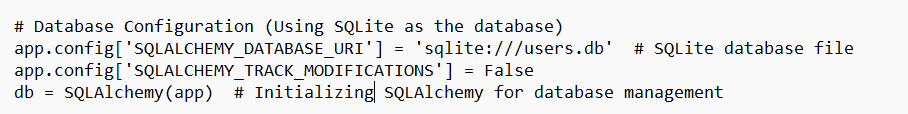 # Database Configuration (Using SQLite as the database)
app.config['SQLALCHEMY_DATABASE_URI'] = 'sqlite:///users.db'  # SQLite database file
app.config['SQLALCHEMY_TRACK_MODIFICATIONS'] = False
db = SQLAlchemy(app)  # Initializing SQLAlchemy for database management